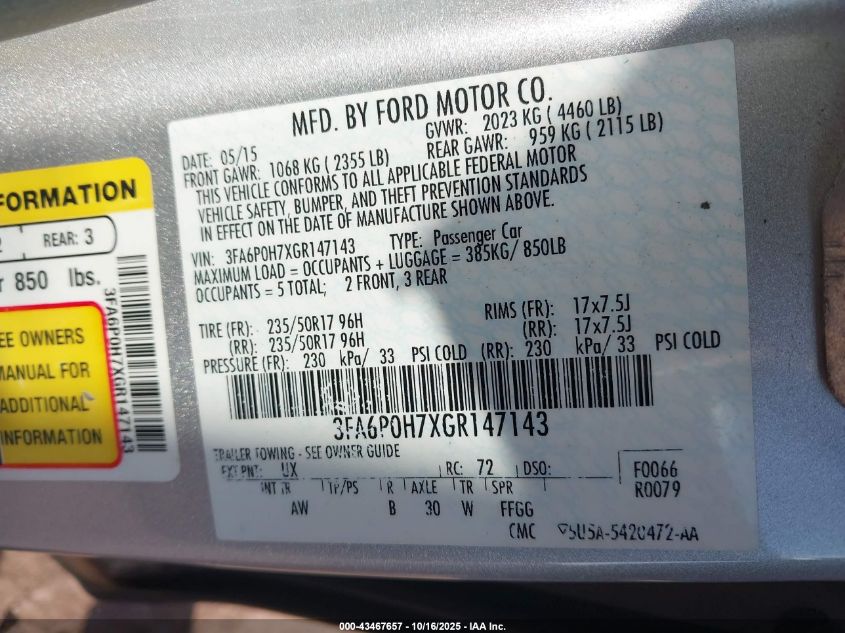 FORMATION
REAR: 3
850 lbs.
EE OWNERS
MANUAL FOR
ADDITIONAL
INFORMATION
3FA6P0H7XGR147143
MFD. BY FORD MOTOR CO.
DATE: 05/15 GVWR: 2023 KG ( 4460 LB)
FRONT GAWR: 1068 KG ( 2355 LB) REAR GAWR: 959 KG ( 2115 LB)
THIS VEHICLE CONFORMS TO ALL APPLICABLE FEDERAL MOTOR
VEHICLE SAFETY, BUMPER, AND THEFT PREVENTION STANDARDS
IN EFFECT ON THE DATE OF MANUFACTURE SHOWN ABOVE.
VIN: 3FA6P0H7XGR147143 TYPE: Passenger Car
MAXIMUM LOAD = OCCUPANTS + LUGGAGE = 385KG/ 850LB
OCCUPANTS = 5 TOTAL; 2 FRONT, 3 REAR
TIRE (FR): 235/50R17 96H RIMS (FR): 17x7.5J
(RR): 235/50R17 96H (RR): 17x7.5J
PRESSURE (FR): 230 kPa/ 33 PSI COLD (RR): 230 kPa/ 33 PSI COLD
3FA6P0H7XGR147143
TRAILER TOWING - SEE OWNER GUIDE
EXT PNT: UX RC: 72 DSO: F0066
R0079
INT TR TP/PS R AXLE TR SPR
AW B 30 W FFGG
CMC 5U5A-5420472-AA
000-43467657 - 10/16/2025 - IAA Inc.